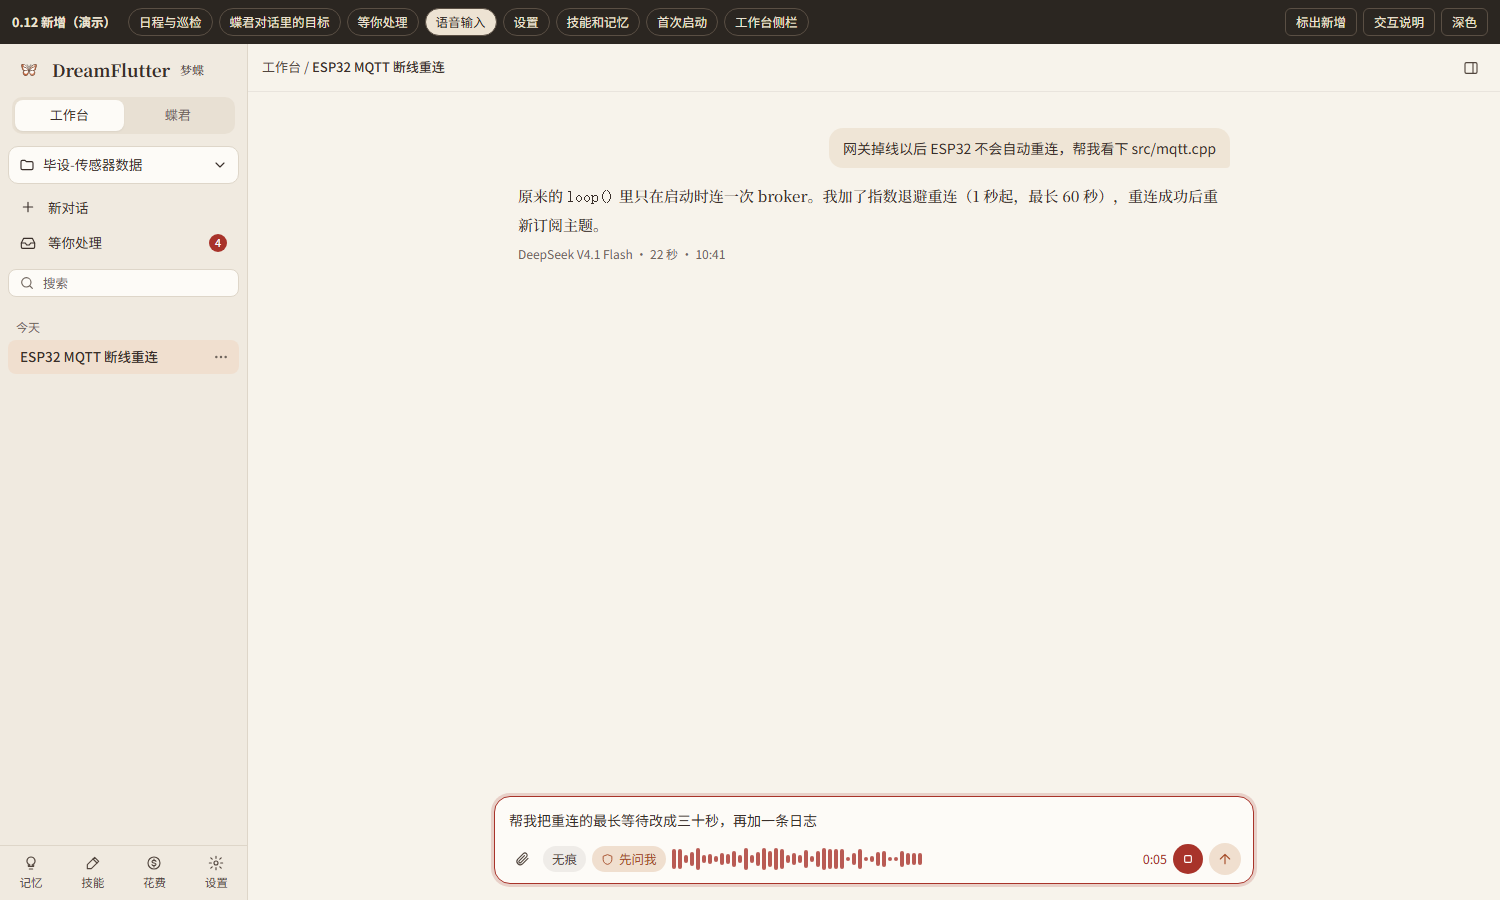 0.12 新增（演示） 日程与巡检 蝶君对话里的目标 等你处理 语音输入 设置 技能和记忆 首次启动 工作台侧栏 标出新增 交互说明 深色
DreamFlutter 梦蝶
工作台 蝶君
毕设-传感器数据
新对话
等你处理 4
搜索
今天
ESP32 MQTT 断线重连
记忆 技能 花费 设置
工作台 / ESP32 MQTT 断线重连
网关掉线以后 ESP32 不会自动重连，帮我看下 src/mqtt.cpp
原来的 loop() 里只在启动时连一次 broker。我加了指数退避重连（1 秒起，最长 60 秒），重连成功后重
新订阅主题。
DeepSeek V4.1 Flash • 22 秒 • 10:41
帮我把重连的最长等待改成三十秒，再加一条日志
无痕 先问我 0:05